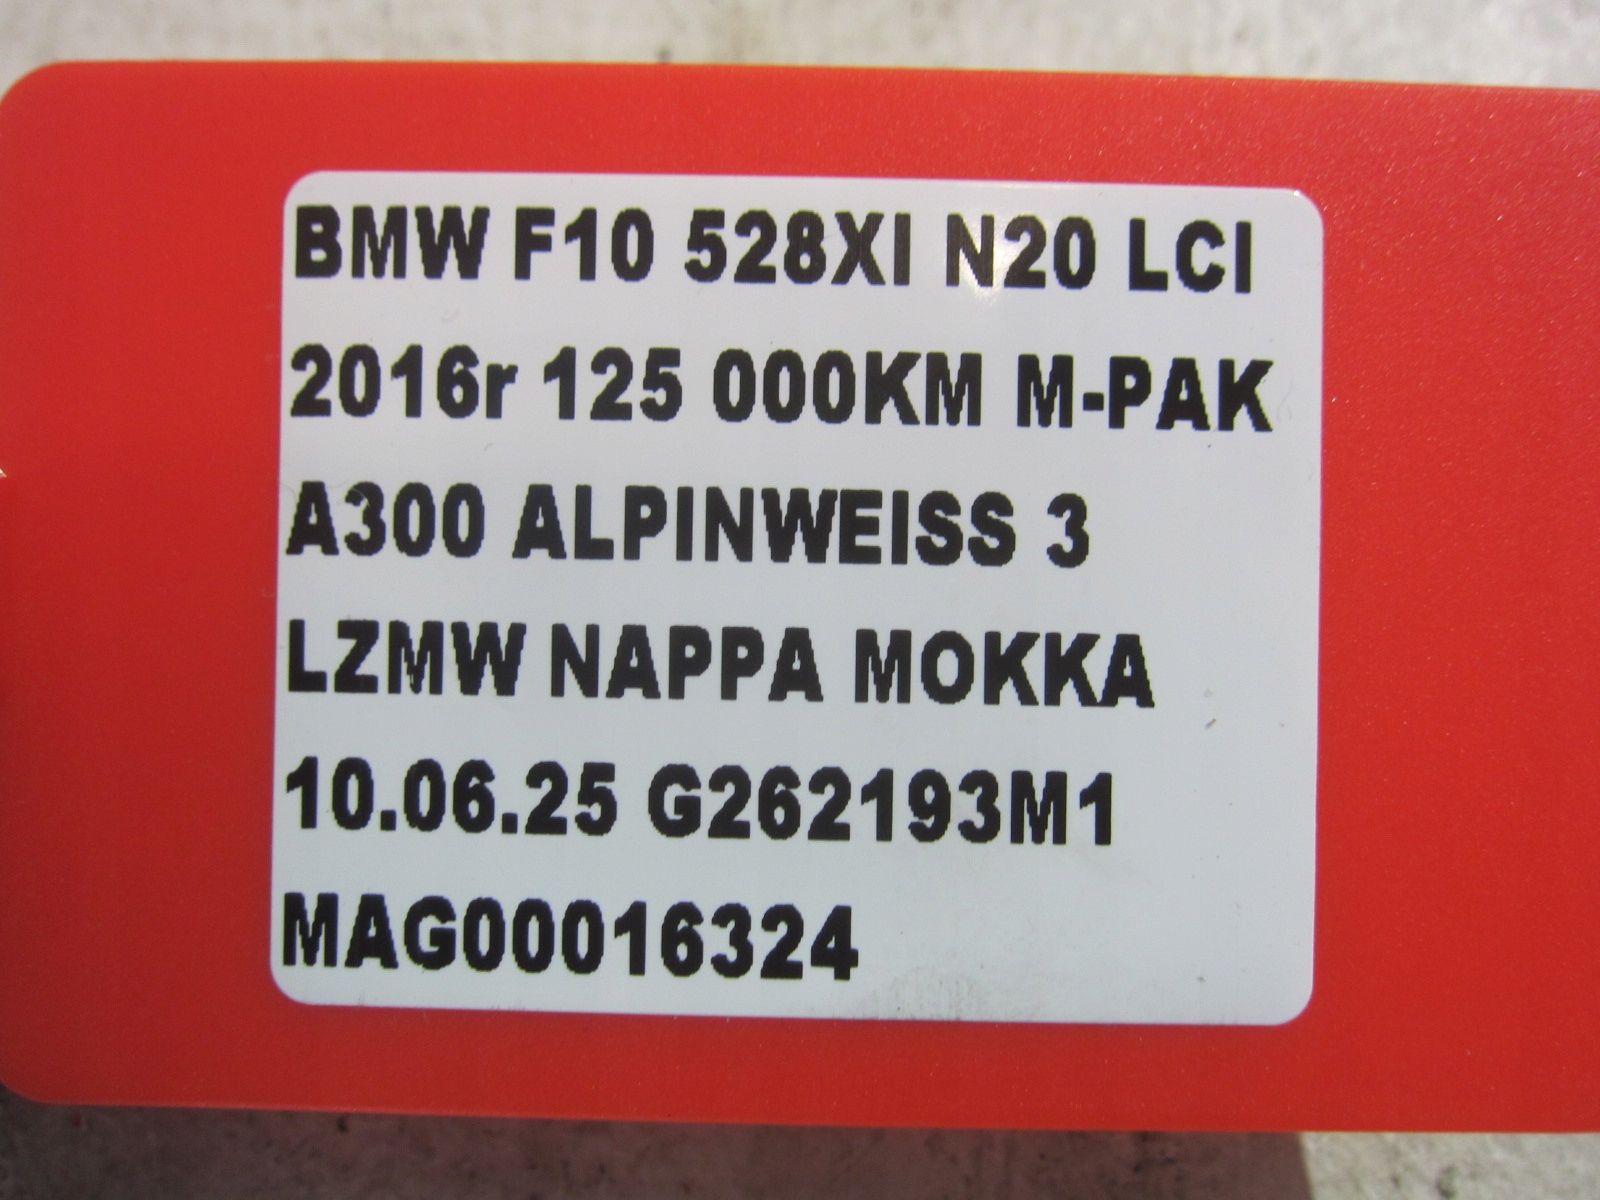 BMW F10 528XI N20 LCI
2016r 125 000KM M-PAK
A300 ALPINWEISS 3
LZMW NAPPA MOKKA
10.06.25 G262193M1
MAG00016324